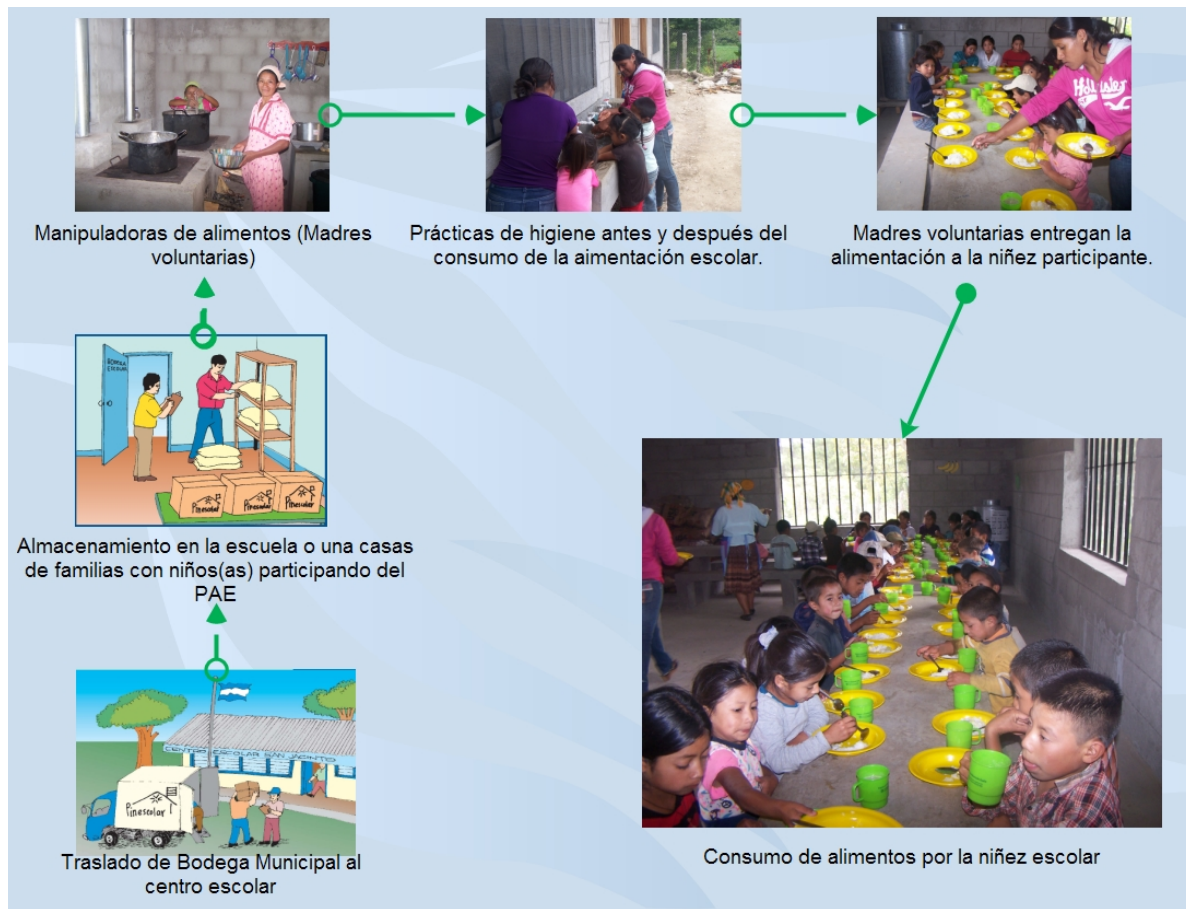 Hollister
Manipuladoras de alimentos (Madres
voluntarias)
Prácticas de higiene antes y después del
consumo de la aimentación escolar.
Madres voluntarias entregan la
alimentación a la niñez participante.
BODEGA
ESCOLAR
Pinescolar
Pinescolar
Pinescolar
Almacenamiento en la escuela o una casas
de familias con niños(as) participando del
PAE
CENTRO ESCOLAR SAN JACINTO
Pinescolar
Traslado de Bodega Municipal al
centro escolar
Consumo de alimentos por la niñez escolar